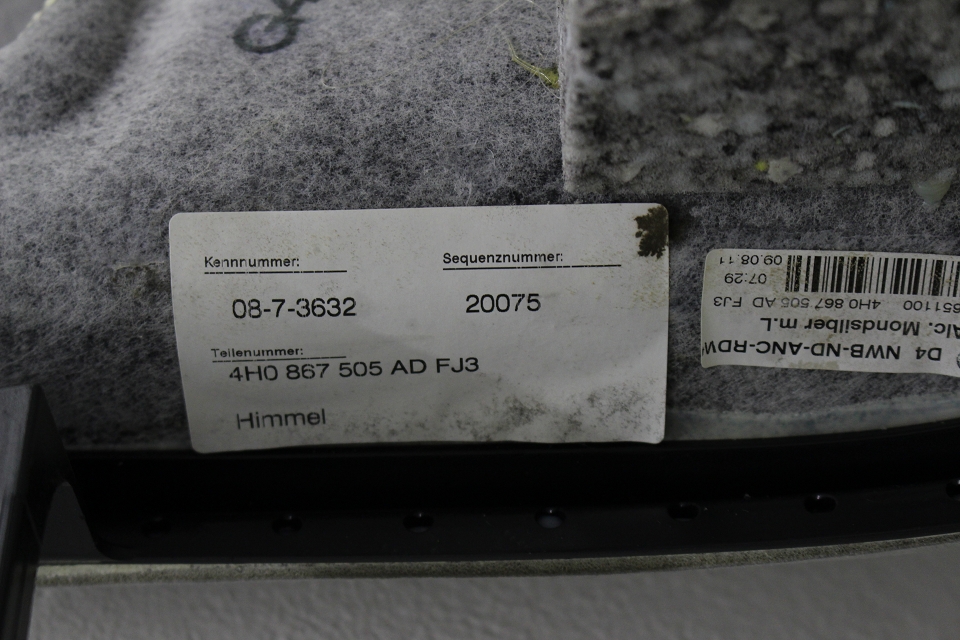 Kennnummer:
Sequenznummer:
08-7-3632
20075
Teilenummer:
4H0 867 505 AD FJ3
Himmel
D4 NWB-ND-ANC-RDW
Alc. Mondsilber m.L
651100 4H0 867 505 AD FJ3
07:29
09.08.11